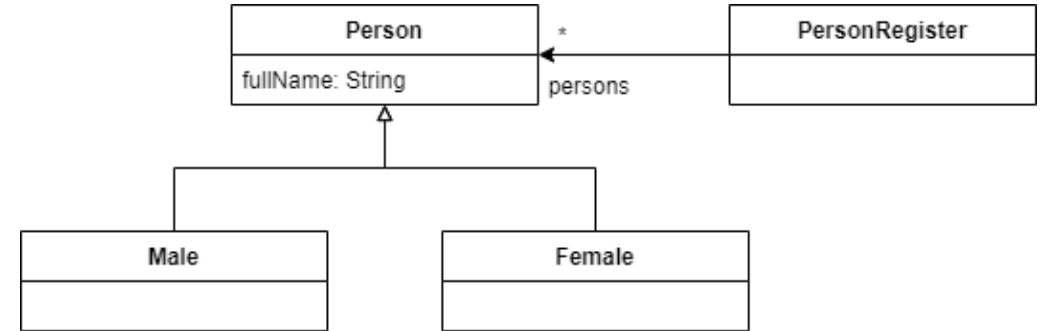 Person
fullName: String
*
persons
PersonRegister
Male
Female